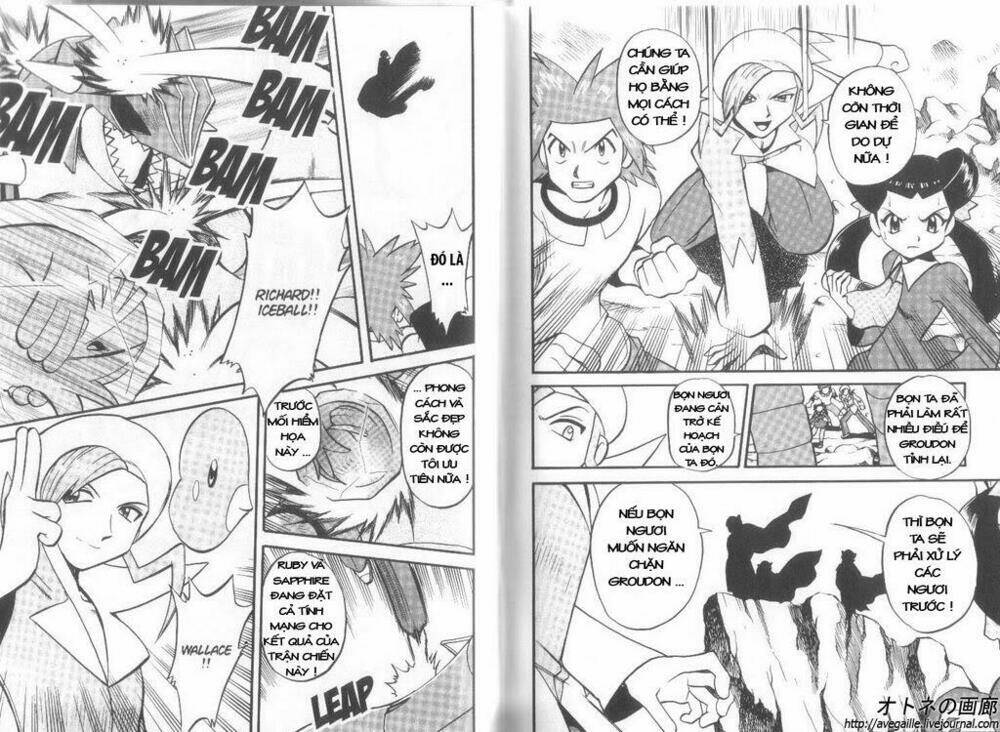 KHÔNG
CÒN THỜI
GIAN ĐỂ
DO DỰ
NỮA!
CHÚNG TA
CẦN GIÚP
HỌ BẰNG
MỌI CÁCH
CÓ THỂ!
BỌN TA ĐÃ
PHẢI LÀM RẤT
NHIỀU ĐIỀU ĐỂ
GROUDON
TỈNH LẠI.
BỌN NGƯƠI
ĐANG CẢN
TRỞ KẾ
HOẠCH
CỦA BỌN
TA ĐÓ.
NẾU BỌN
NGƯƠI
MUỐN NGĂN
CHẶN
GROUDON ...
THÌ BỌN
TA SẼ
PHẢI XỬ LÝ
CÁC
NGƯƠI
TRƯỚC!
オトネの画廊
http://avegaille.livejournal.com/
ĐÓ LÀ
...
BAM
BAM
BAM
BAM
BAM
RICHARD!!
ICEBALL!!
... PHONG
CÁCH VÀ
SẮC ĐẸP
KHÔNG
CÒN ĐƯỢC
TÔI ƯU
TIÊN NỮA!
TRƯỚC
MỐI HIỂM
HỌA
NÀY ...
RUBY VÀ
SAPPHIRE
ĐANG ĐẶT
CẢ TÍNH
MẠNG CHO
KẾT QUẢ CỦA
TRẬN CHIẾN
NÀY!
LEAP
WALLACE
!!